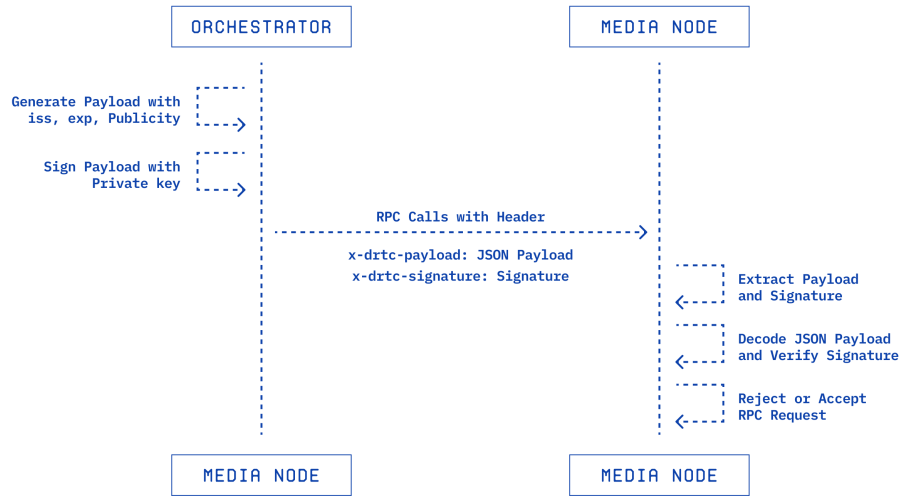 ORCHESTRATOR
MEDIA NODE
Generate Payload with
iss, exp, Publicity
Sign Payload with
Private key
RPC Calls with Header
x-drtc-payload: JSON Payload
x-drtc-signature: Signature
Extract Payload
and Signature
Decode JSON Payload
and Verify Signature
Reject or Accept
RPC Request
MEDIA NODE
MEDIA NODE